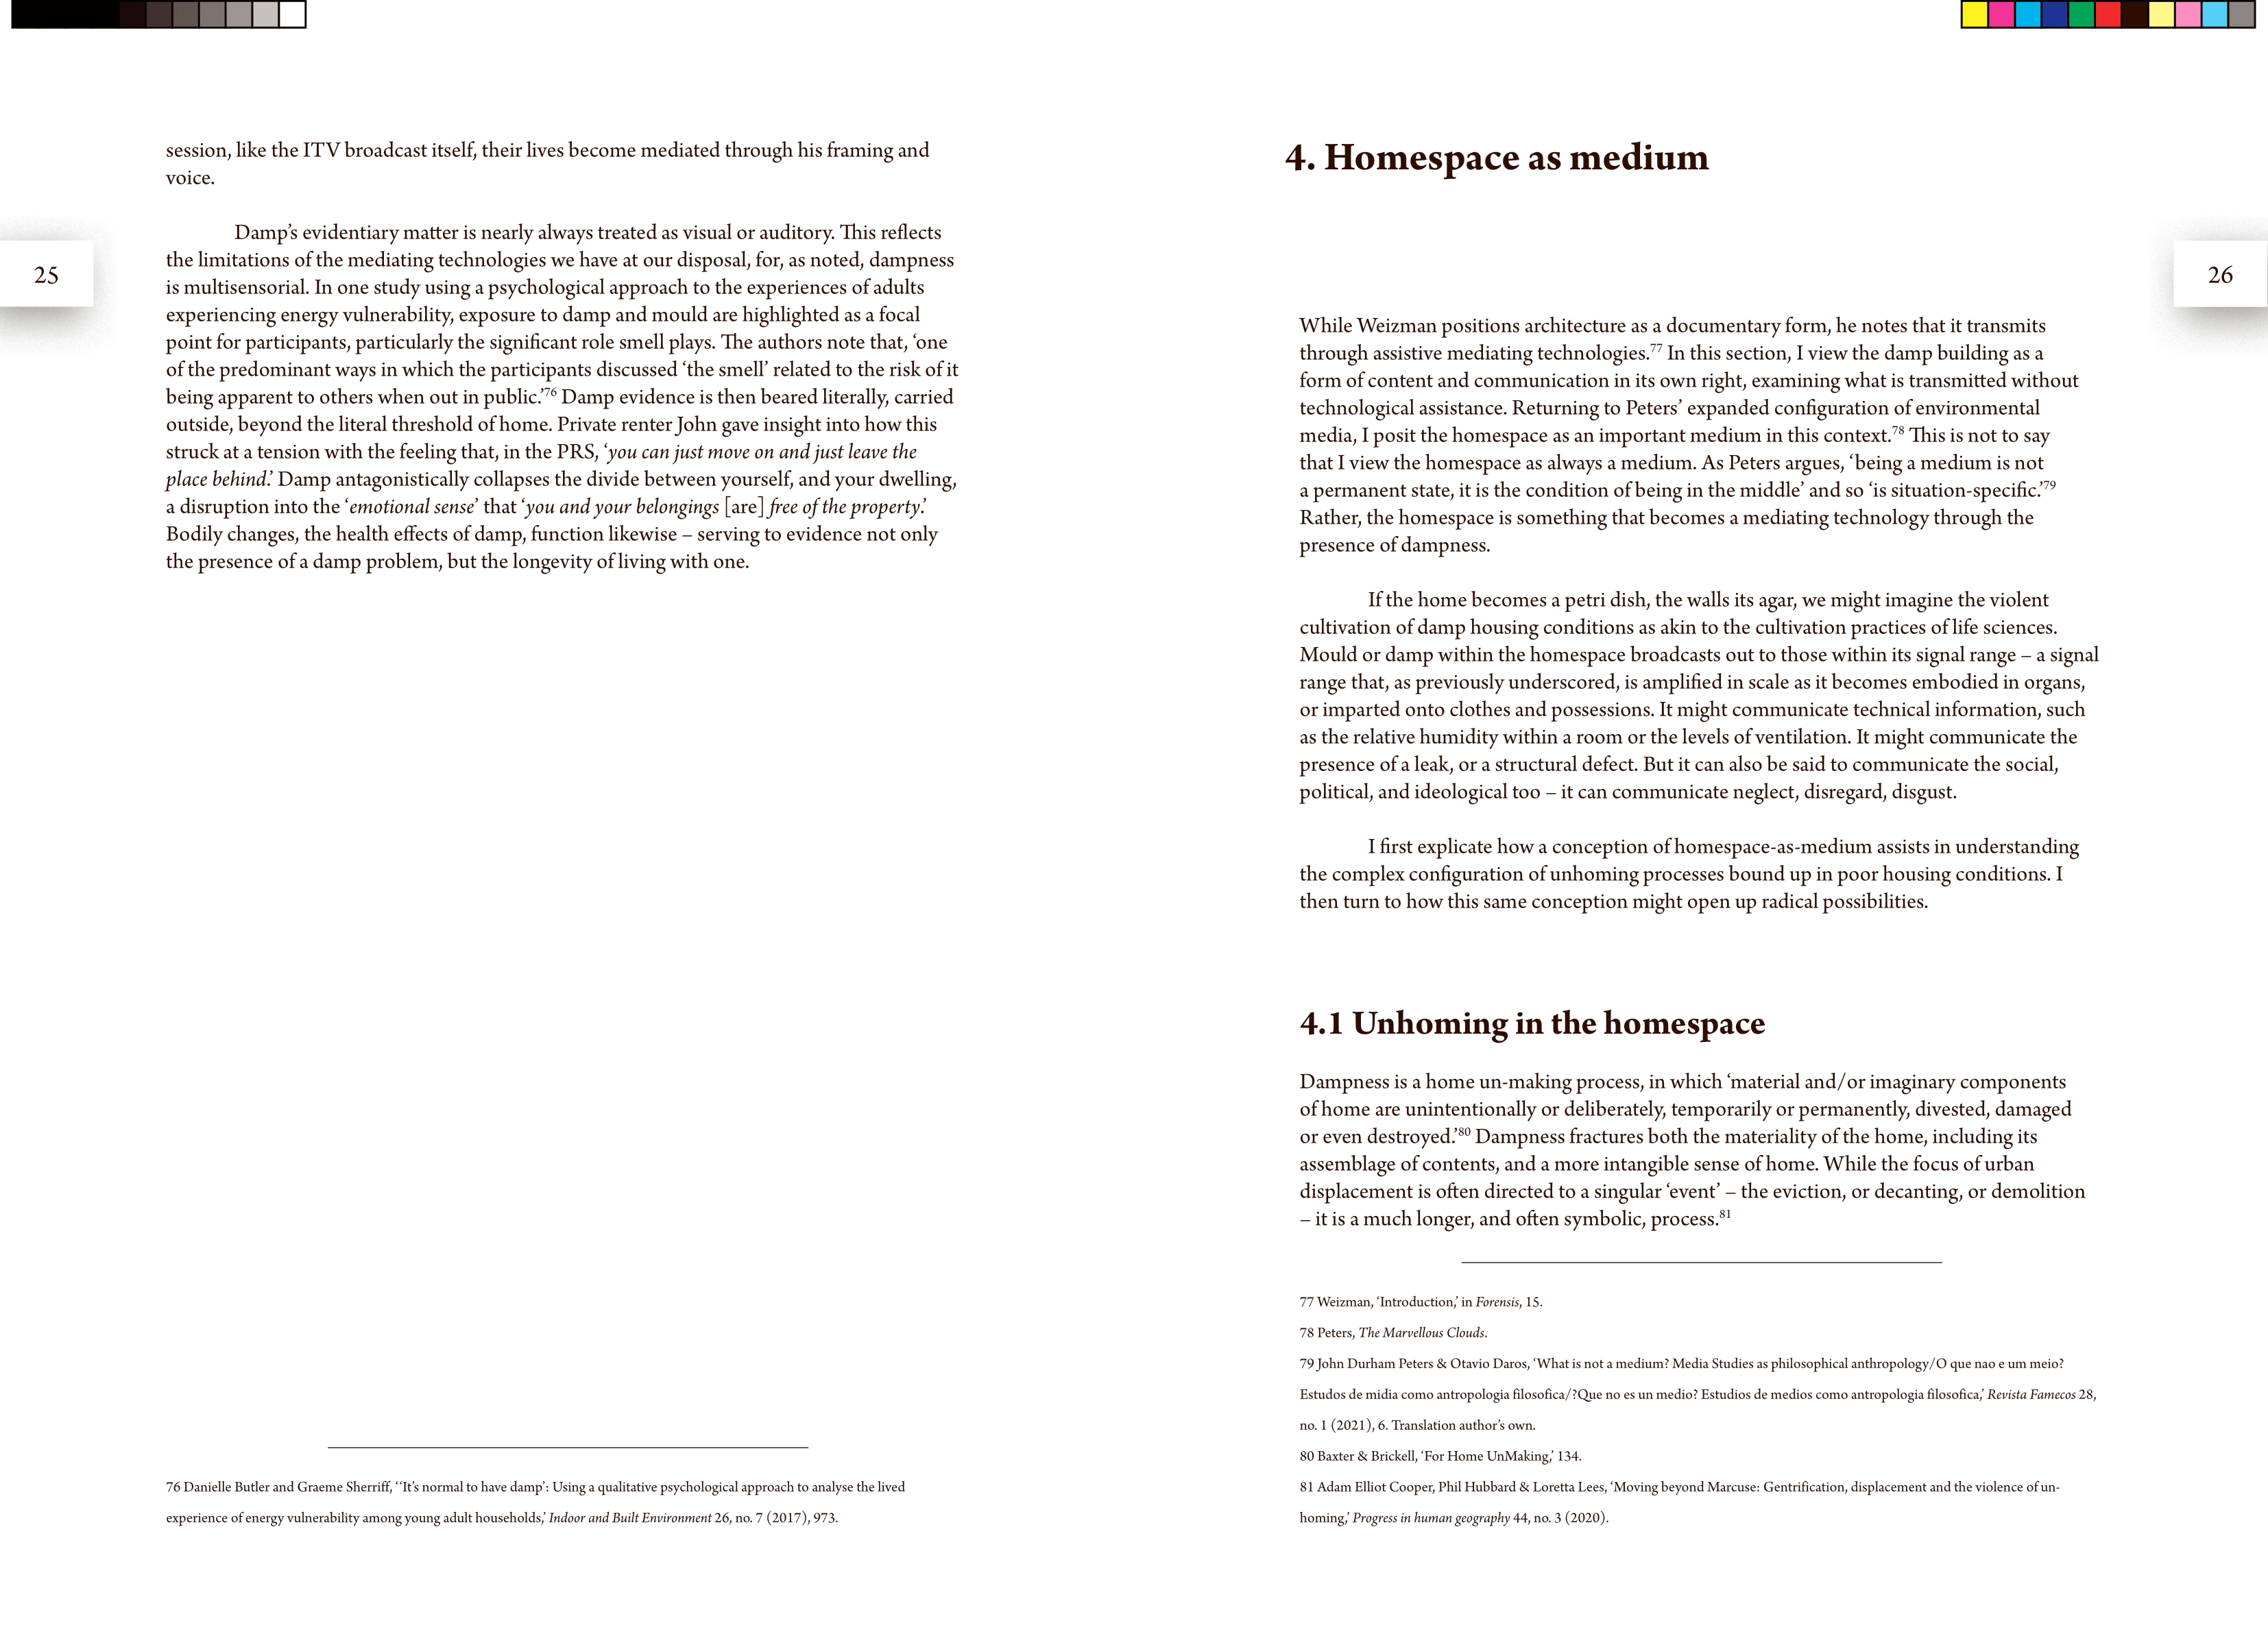 session, like the ITV broadcast itself, their lives become mediated through his framing and
voice.
Damp’s evidentiary matter is nearly always treated as visual or auditory. This reflects
the limitations of the mediating technologies we have at our disposal, for, as noted, dampness
is multisensorial. In one study using a psychological approach to the experiences of adults
experiencing energy vulnerability, exposure to damp and mould are highlighted as a focal
point for participants, particularly the significant role smell plays. The authors note that, ‘one
of the predominant ways in which the participants discussed ‘the smell’ related to the risk of it
being apparent to others when out in public.’76 Damp evidence is then beared literally, carried
outside, beyond the literal threshold of home. Private renter John gave insight into how this
struck at a tension with the feeling that, in the PRS, ‘you can just move on and just leave the
place behind.’ Damp antagonistically collapses the divide between yourself, and your dwelling,
a disruption into the ‘emotional sense’ that ‘you and your belongings [are] free of the property.’
Bodily changes, the health effects of damp, function likewise – serving to evidence not only
the presence of a damp problem, but the longevity of living with one.
25
76 Danielle Butler and Graeme Sherriff, ‘‘It’s normal to have damp’: Using a qualitative psychological approach to analyse the lived
experience of energy vulnerability among young adult households,’ Indoor and Built Environment 26, no. 7 (2017), 973.
4. Homespace as medium
26
While Weizman positions architecture as a documentary form, he notes that it transmits
through assistive mediating technologies.77 In this section, I view the damp building as a
form of content and communication in its own right, examining what is transmitted without
technological assistance. Returning to Peters’ expanded configuration of environmental
media, I posit the homespace as an important medium in this context.78 This is not to say
that I view the homespace as always a medium. As Peters argues, ‘being a medium is not
a permanent state, it is the condition of being in the middle’ and so ‘is situation-specific.’79
Rather, the homespace is something that becomes a mediating technology through the
presence of dampness.
If the home becomes a petri dish, the walls its agar, we might imagine the violent
cultivation of damp housing conditions as akin to the cultivation practices of life sciences.
Mould or damp within the homespace broadcasts out to those within its signal range – a signal
range that, as previously underscored, is amplified in scale as it becomes embodied in organs,
or imparted onto clothes and possessions. It might communicate technical information, such
as the relative humidity within a room or the levels of ventilation. It might communicate the
presence of a leak, or a structural defect. But it can also be said to communicate the social,
political, and ideological too – it can communicate neglect, disregard, disgust.
I first explicate how a conception of homespace-as-medium assists in understanding
the complex configuration of unhoming processes bound up in poor housing conditions. I
then turn to how this same conception might open up radical possibilities.
4.1 Unhoming in the homespace
Dampness is a home un-making process, in which ‘material and/or imaginary components
of home are unintentionally or deliberately, temporarily or permanently, divested, damaged
or even destroyed.’80 Dampness fractures both the materiality of the home, including its
assemblage of contents, and a more intangible sense of home. While the focus of urban
displacement is often directed to a singular ‘event’ – the eviction, or decanting, or demolition
– it is a much longer, and often symbolic, process.81
77 Weizman, ‘Introduction,’ in Forensis, 15.
78 Peters, The Marvellous Clouds.
79 John Durham Peters & Otavio Daros, ‘What is not a medium? Media Studies as philosophical anthropology/O que nao e um meio?
Estudos de midia como antropologia filosofica/?Que no es un medio? Estudios de medios como antropologia filosofica,’ Revista Famecos 28,
no. 1 (2021), 6. Translation author’s own.
80 Baxter & Brickell, ‘For Home UnMaking,’ 134.
81 Adam Elliot Cooper, Phil Hubbard & Loretta Lees, ‘Moving beyond Marcuse: Gentrification, displacement and the violence of un-
homing,’ Progress in human geography 44, no. 3 (2020).